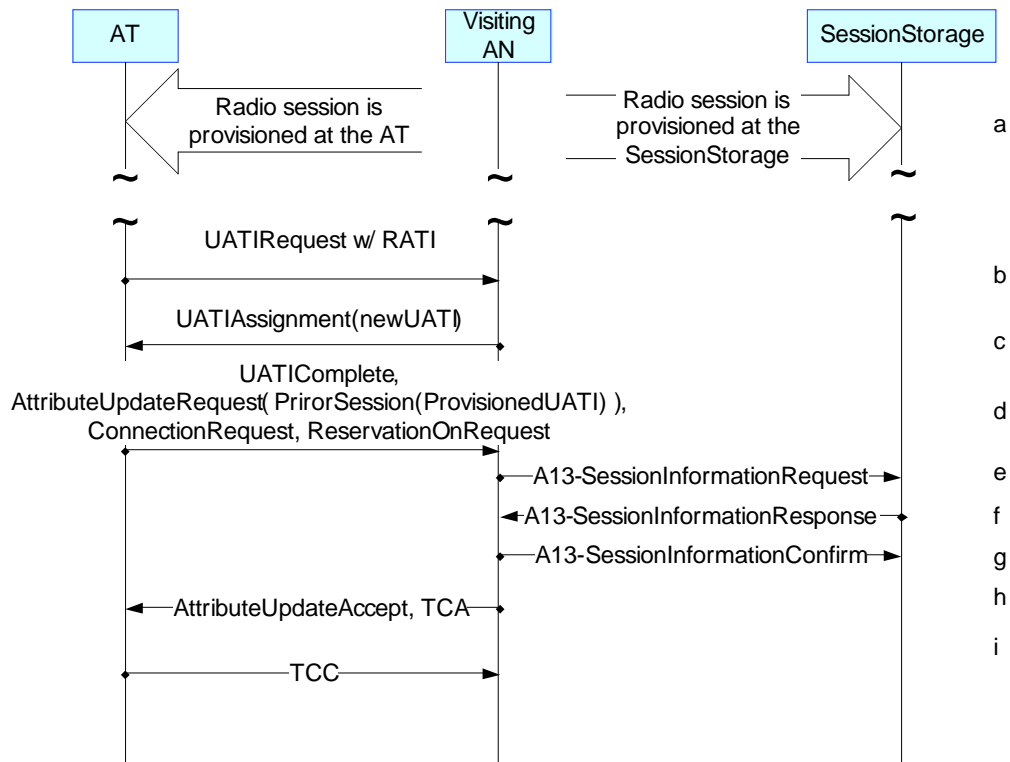 AT
Visiting
AN
SessionStorage
Radio session is
provisioned at the AT
Radio session is
provisioned at the
SessionStorage
a
UATIRequest w/ RATI
b
UATIAssignment(newUATI)
c
UATIComplete,
AttributeUpdateRequest( PrirorSession(ProvisionedUATI) ),
ConnectionRequest, ReservationOnRequest
d
A13-SessionInformationRequest
e
A13-SessionInformationResponse
f
A13-SessionInformationConfirm
g
AttributeUpdateAccept, TCA
h
i
TCC